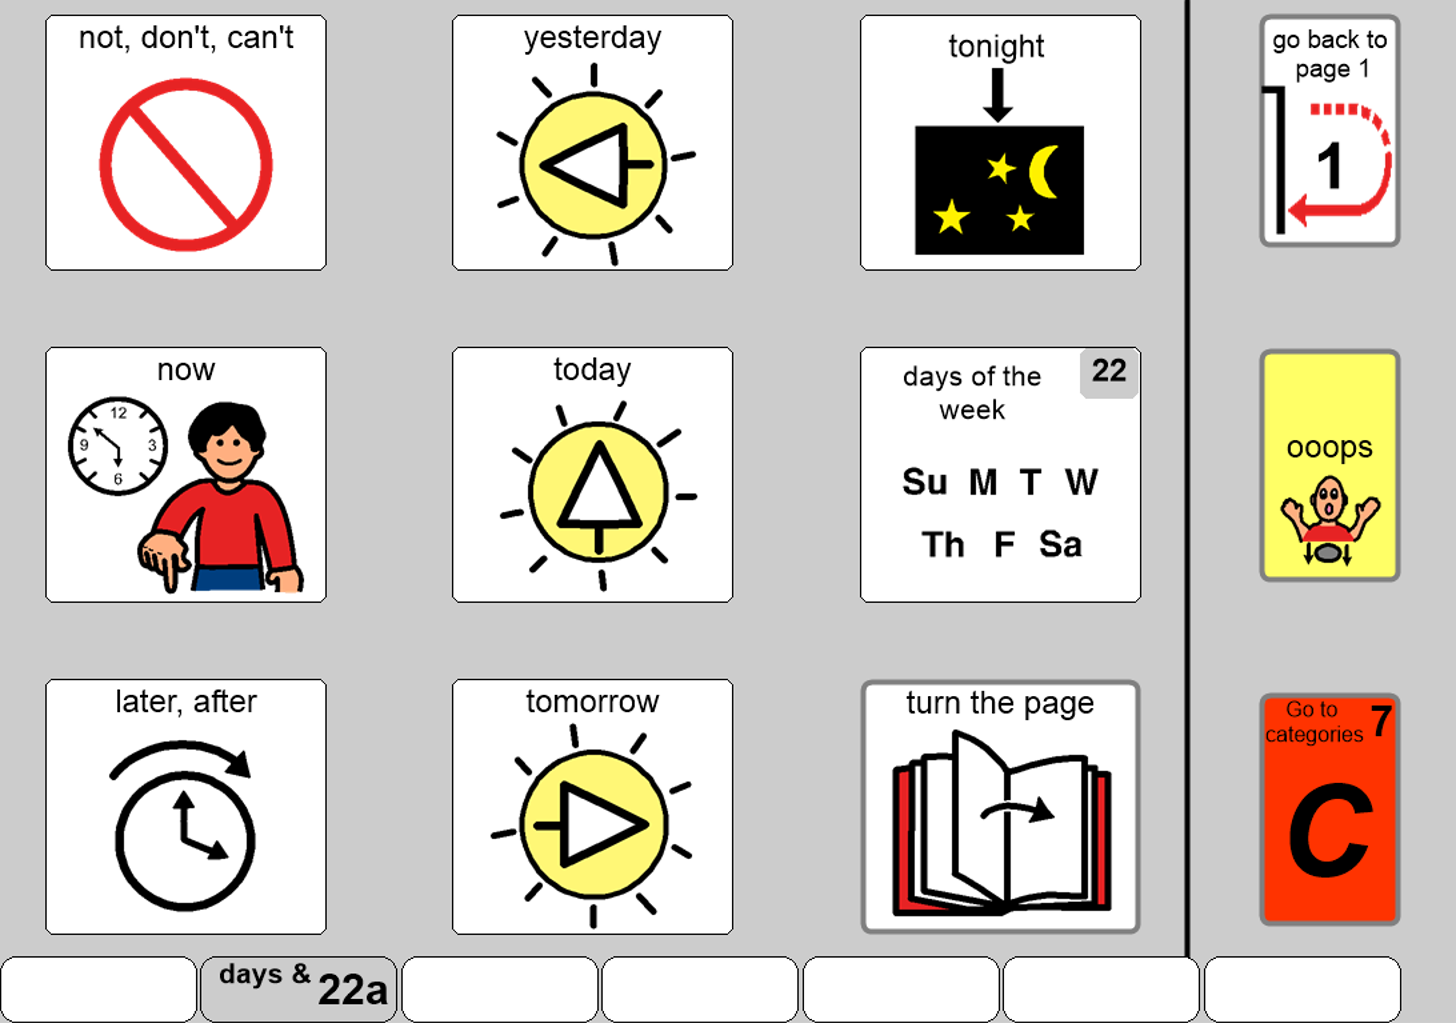 not, don't, can't
yesterday
tonight
go back to
page 1
1
now
12
9
3
6
today
days of the
week
22
Su M T W
Th F Sa
ooops
later, after
tomorrow
turn the page
Go to
categories 7
C
days & 22a